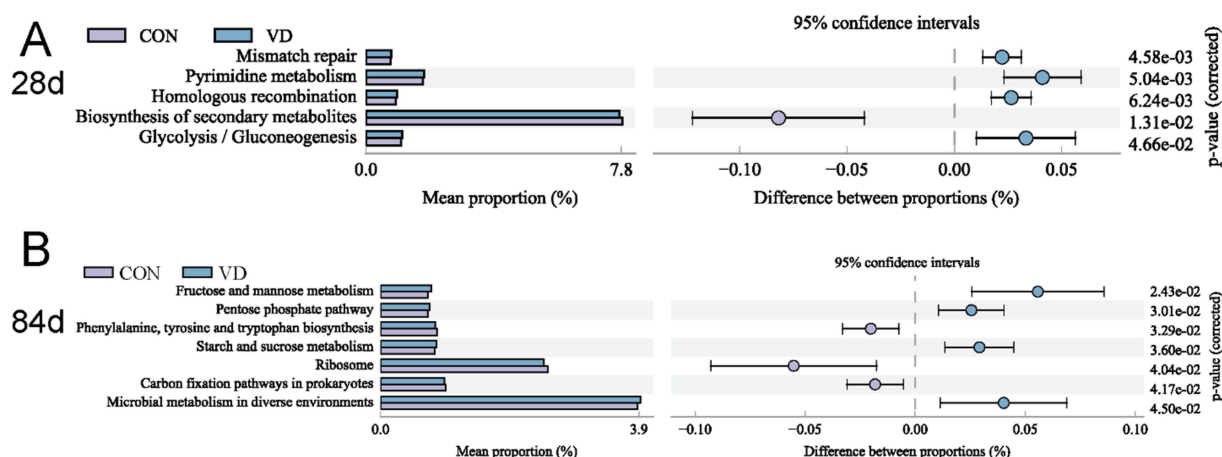 A
CON VD
95% confidence intervals
28d
Mismatch repair 4.58e-03
Pyrimidine metabolism 5.04e-03
Homologous recombination 6.24e-03
Biosynthesis of secondary metabolites 1.31e-02
Glycolysis / Gluconeogenesis 4.66e-02
p-value (corrected)
0.0 7.8 −0.10 −0.05 0.00 0.05
Mean proportion (%) Difference between proportions (%)
B
CON VD
95% confidence intervals
84d
Fructose and mannose metabolism 2.43e-02
Pentose phosphate pathway 3.01e-02
Phenylalanine, tyrosine and tryptophan biosynthesis 3.29e-02
Starch and sucrose metabolism 3.60e-02
Ribosome 4.04e-02
Carbon fixation pathways in prokaryotes 4.17e-02
Microbial metabolism in diverse environments 4.50e-02
p-value (corrected)
0.0 3.9 −0.10 −0.05 0.00 0.05 0.10
Mean proportion (%) Difference between proportions (%)